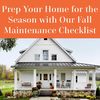 Prep Your Home for the
Season with Our Fall
Maintenance Checklist